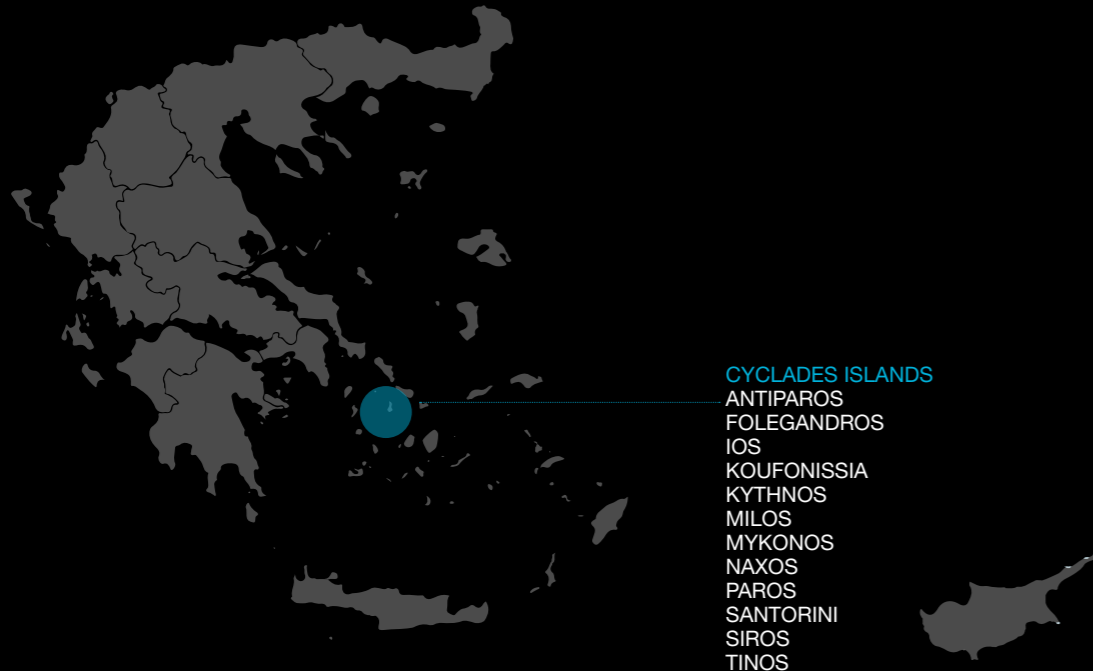 CYCLADES ISLANDS
ANTIPAROS
FOLEGANDROS
IOS
KOUFONISSIA
KYTHNOS
MILOS
MYKONOS
NAXOS
PAROS
SANTORINI
SIROS
TINOS